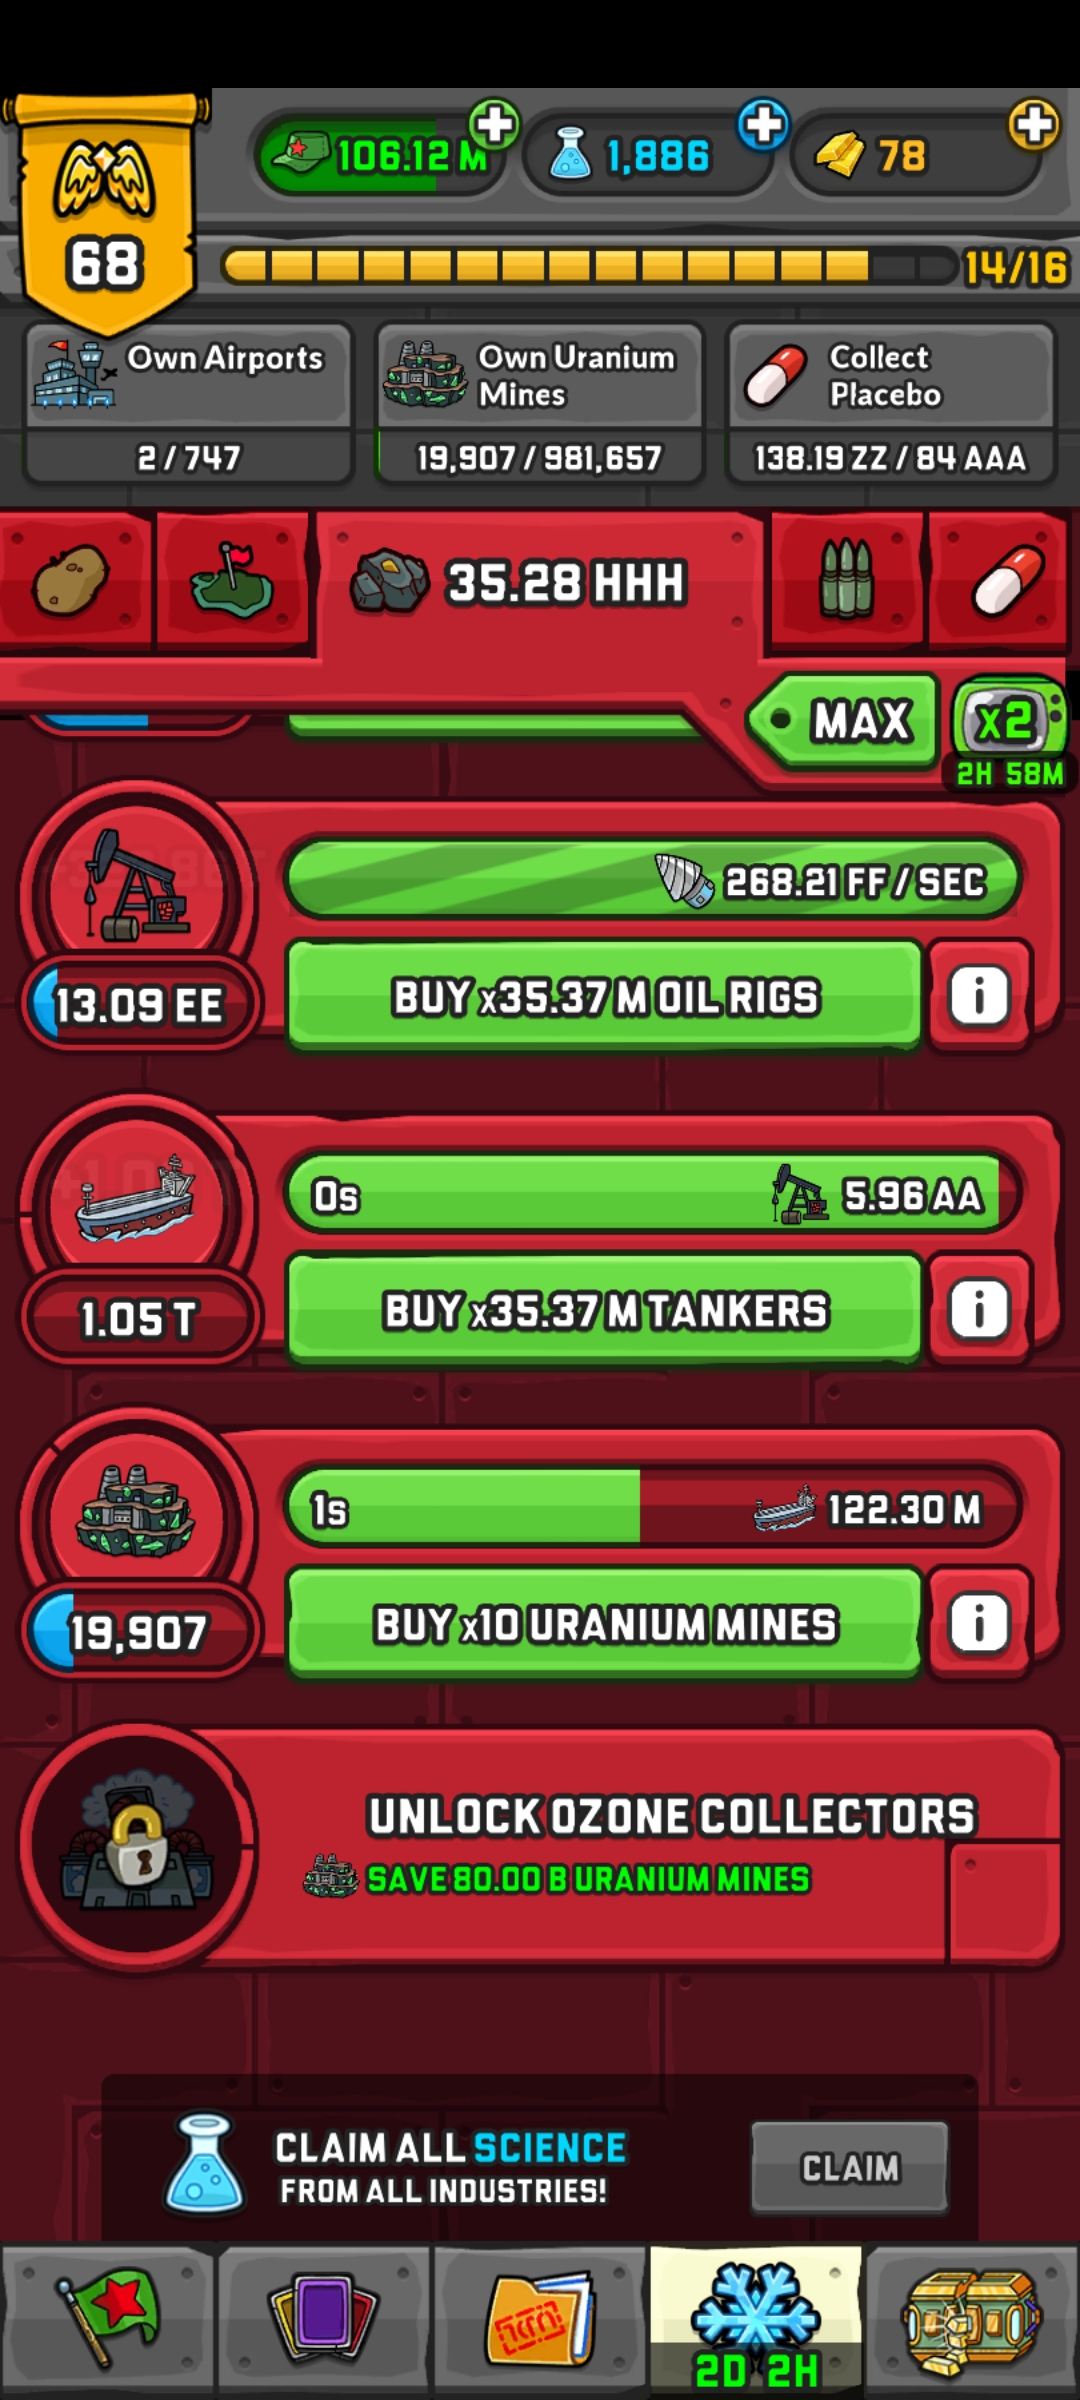 106.12 M
1,886
78
68
14/16
Own Airports
2 / 747
Own Uranium
Mines
19,907 / 981,657
Collect
Placebo
138.19 ZZ / 84 AAA
35.28 HHH
MAX
x2
2H 58M
268.21 FF / SEC
13.09 EE
BUY x35.37 M OIL RIGS
i
0s
5.96 AA
1.05 T
BUY x35.37 M TANKERS
i
1s
122.30 M
19,907
BUY x10 URANIUM MINES
i
UNLOCK OZONE COLLECTORS
SAVE 80.00 B URANIUM MINES
CLAIM ALL SCIENCE
FROM ALL INDUSTRIES!
CLAIM
2D 2H